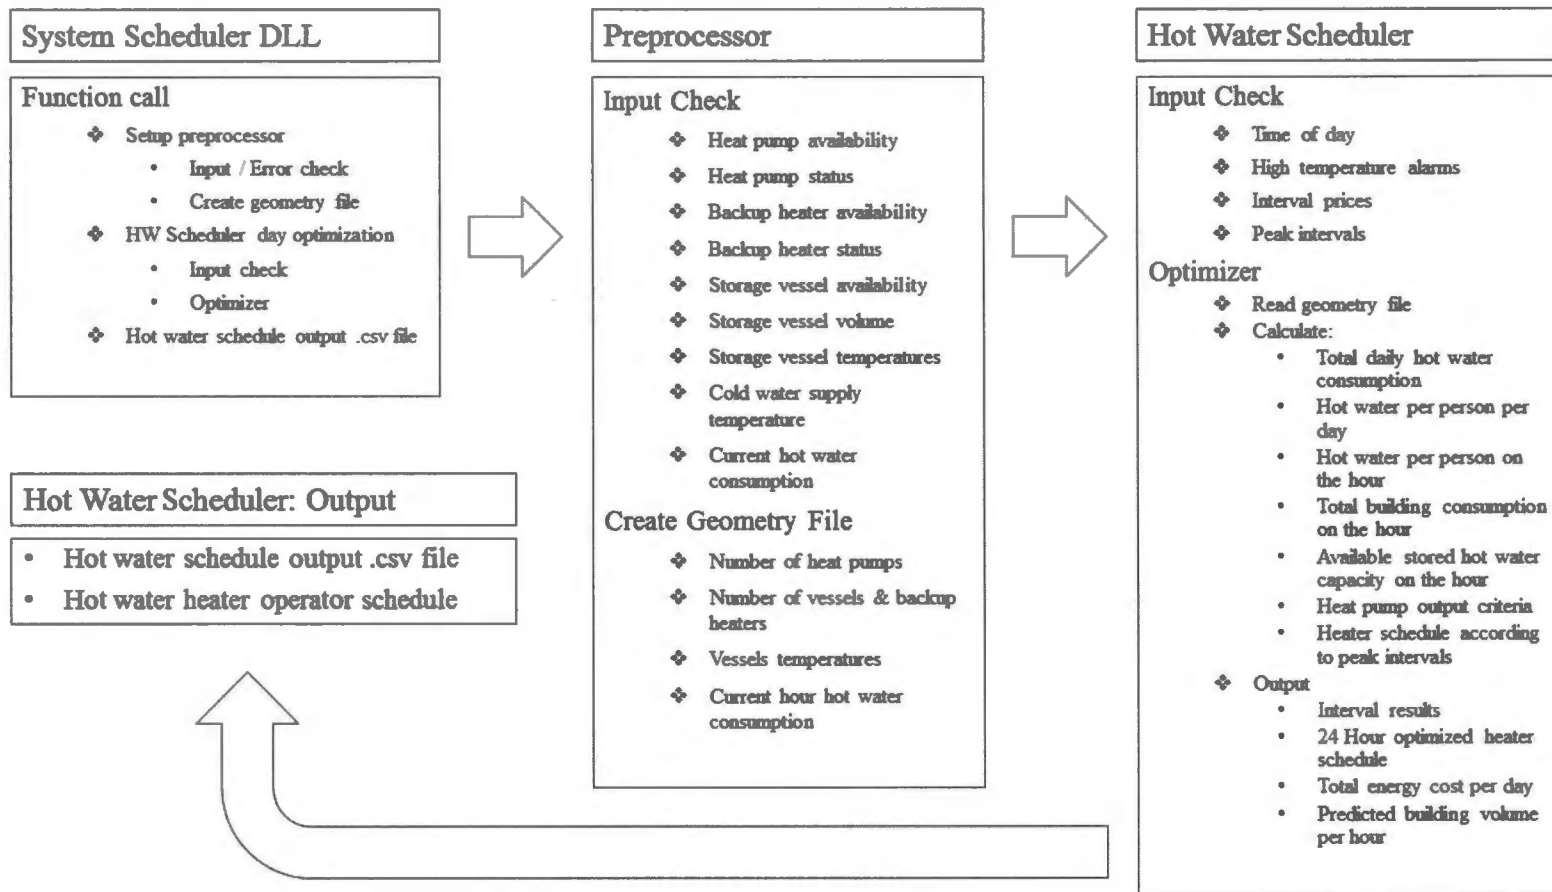 System Scheduler DLL
Function call
❖ Setup preprocessor
• Input / Error check
• Create geometry file
❖ HW Scheduler day optimization
• Input check
• Optimizer
❖ Hot water schedule output .csv file
Hot Water Scheduler: Output
• Hot water schedule output .csv file
• Hot water heater operator schedule
Preprocessor
Input Check
❖ Heat pump availability
❖ Heat pump status
❖ Backup heater availability
❖ Backup heater status
❖ Storage vessel availability
❖ Storage vessel volume
❖ Storage vessel temperatures
❖ Cold water supply
temperature
❖ Current hot water
consumption
Create Geometry File
❖ Number of heat pumps
❖ Number of vessels & backup
heaters
❖ Vessels temperatures
❖ Current hour hot water
consumption
Hot Water Scheduler
Input Check
❖ Time of day
❖ High temperature alarms
❖ Interval prices
❖ Peak intervals
Optimizer
❖ Read geometry file
❖ Calculate:
• Total daily hot water
consumption
• Hot water per person per
day
• Hot water per person on
the hour
• Total building consumption
on the hour
• Available stored hot water
capacity on the hour
• Heat pump output criteria
• Heater schedule according
to peak intervals
❖ Output
• Interval results
• 24 Hour optimized heater
schedule
• Total energy cost per day
• Predicted building volume
per hour